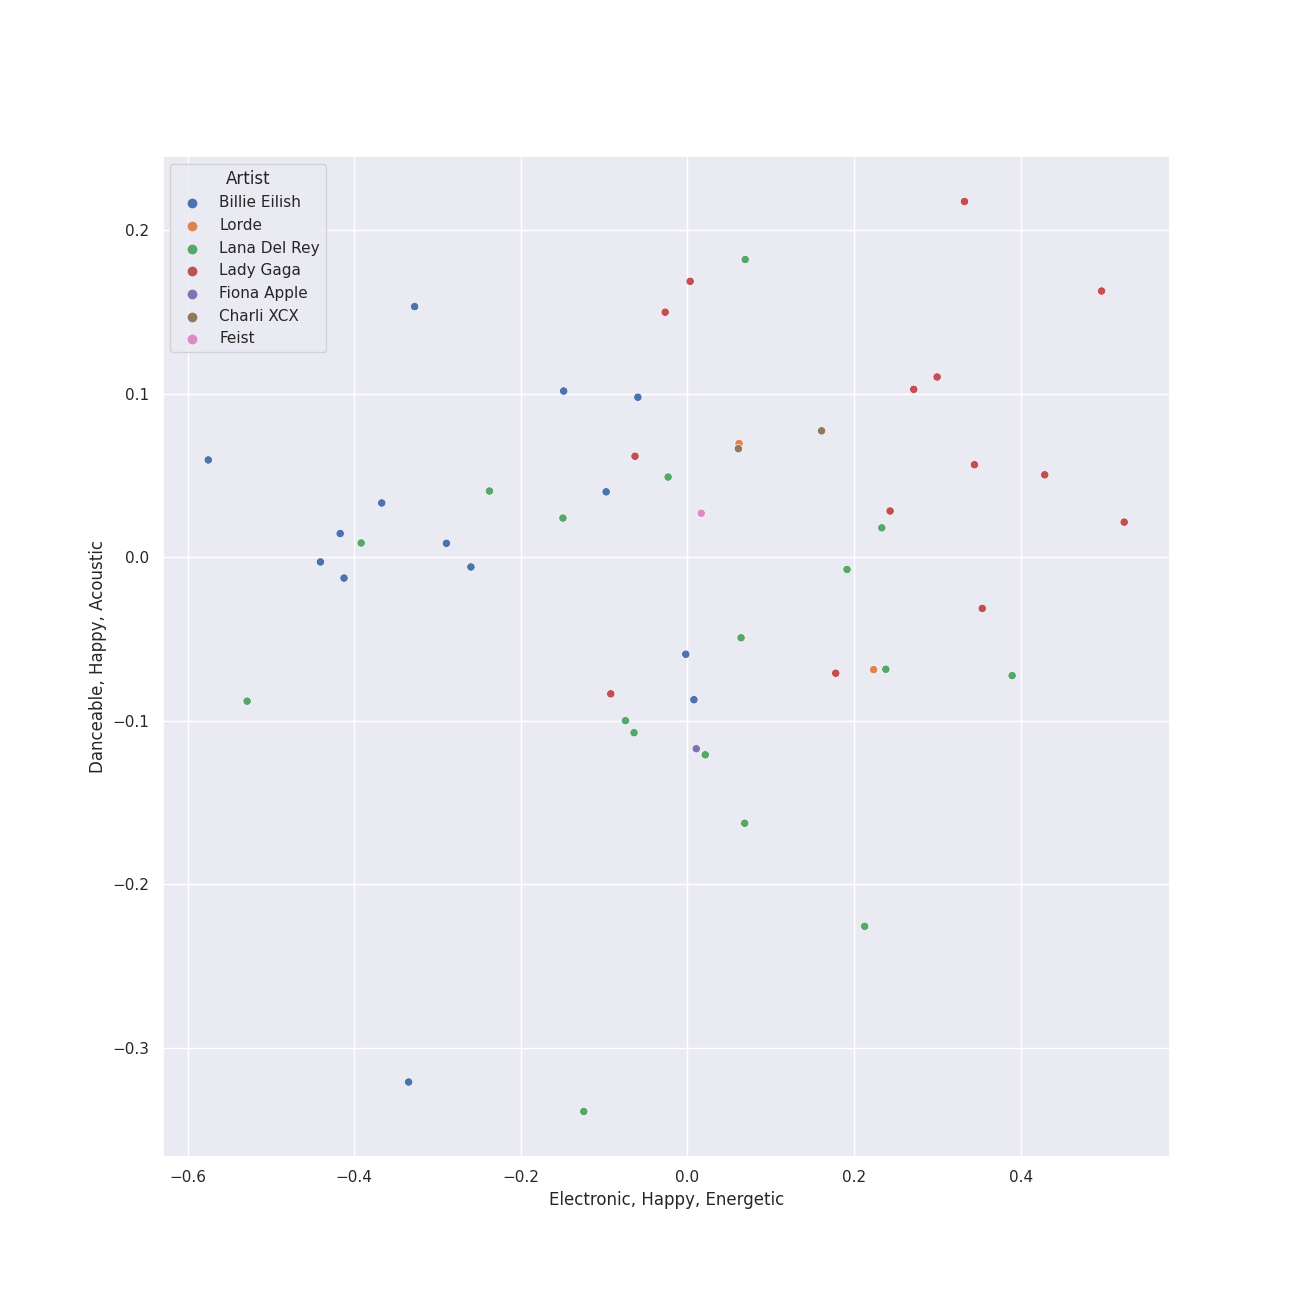 Artist
Billie Eilish
Lorde
Lana Del Rey
Lady Gaga
Fiona Apple
Charli XCX
Feist
0.2
0.1
0.0
−0.1
−0.2
−0.3
Danceable, Happy, Acoustic
−0.6
−0.4
−0.2
0.0
0.2
0.4
Electronic, Happy, Energetic